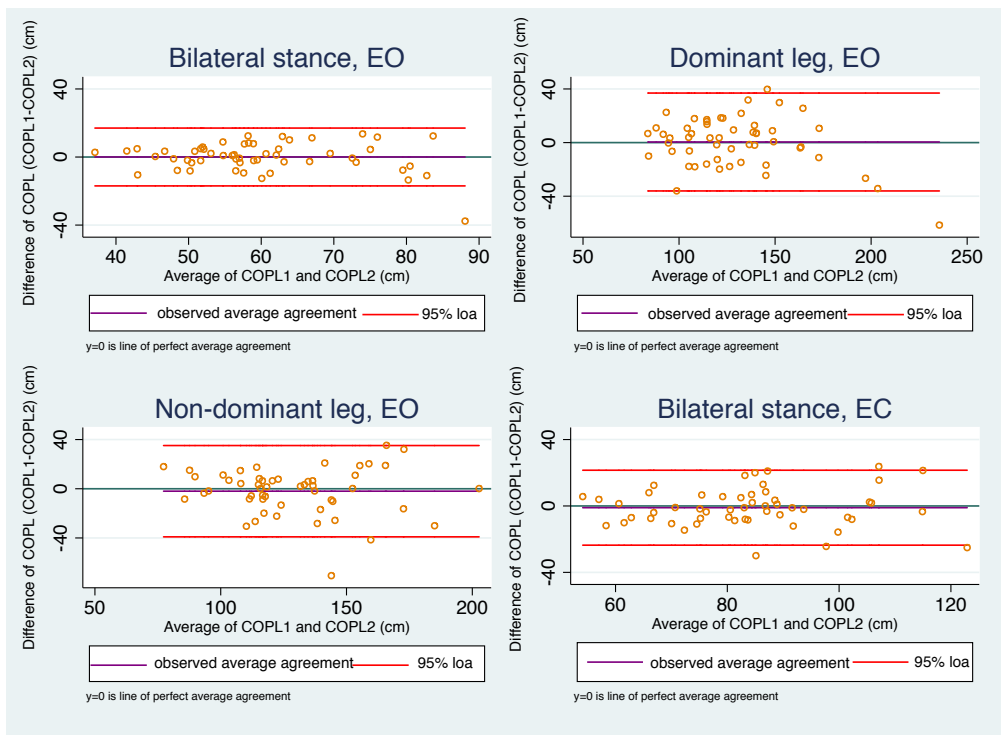 Bilateral stance, EO
Difference of COPL (COPL1-COPL2) (cm)
40
0
-40
40
50
60
70
80
90
Average of COPL1 and COPL2 (cm)
observed average agreement
95% loa
y=0 is line of perfect average agreement
Dominant leg, EO
Difference of COPL (COPL1-COPL2) (cm)
40
0
-40
50
100
150
200
250
Average of COPL1 and COPL2 (cm)
observed average agreement
95% loa
y=0 is line of perfect average agreement
Non-dominant leg, EO
Difference of COPL (COPL1-COPL2) (cm)
40
0
-40
50
100
150
200
Average of COPL1 and COPL2 (cm)
observed average agreement
95% loa
y=0 is line of perfect average agreement
Bilateral stance, EC
Difference of COPL (COPL1-COPL2) (cm)
40
0
-40
60
80
100
120
Average of COPL1 and COPL2 (cm)
observed average agreement
95% loa
y=0 is line of perfect average agreement